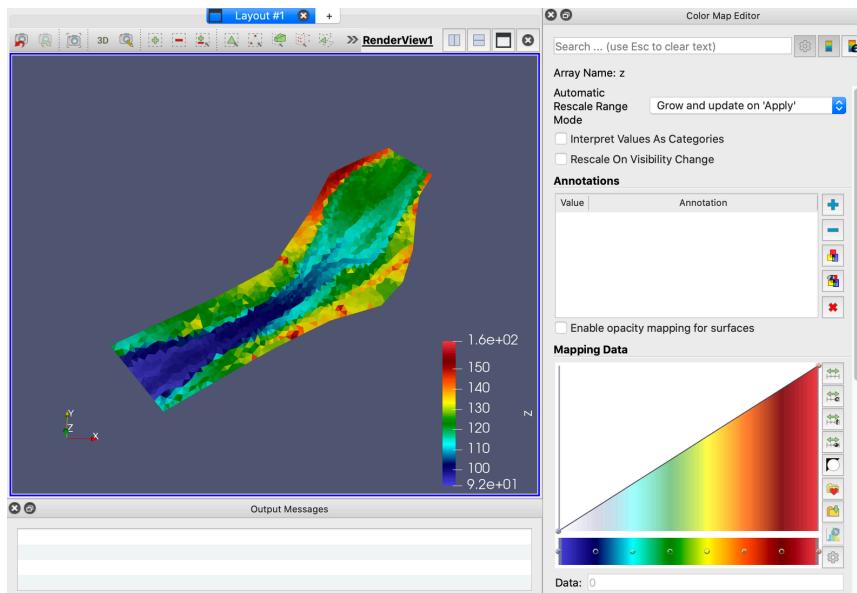 Layout #1
+
Color Map Editor
3D
RenderView1
Search ... (use Esc to clear text)
Array Name: z
Automatic
Rescale Range
Mode
Grow and update on 'Apply'
Interpret Values As Categories
Rescale On Visibility Change
Annotations
Value
Annotation
Enable opacity mapping for surfaces
Mapping Data
1.6e+02
150
140
130
120
110
100
9.2e+01
z
Y
Z
X
Output Messages
Data: 0